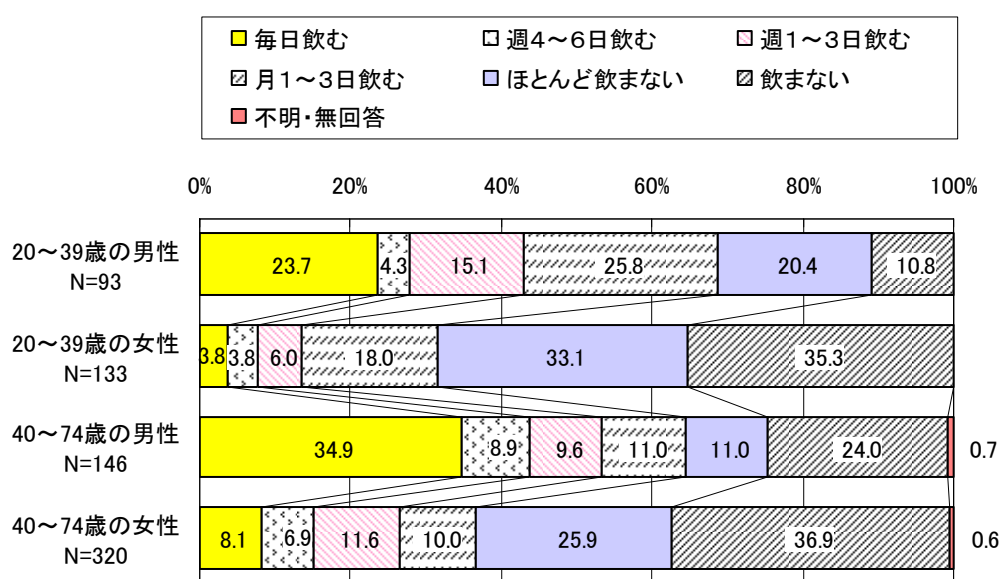 毎日飲む 週4～6日飲む 週1～3日飲む
月1～3日飲む ほとんど飲まない 飲まない
不明・無回答
0% 20% 40% 60% 80% 100%
20～39歳の男性
N=93
23.7 4.3 15.1 25.8 20.4 10.8
20～39歳の女性
N=133
3.8 3.8 6.0 18.0 33.1 35.3
40～74歳の男性
N=146
34.9 8.9 9.6 11.0 11.0 24.0 0.7
40～74歳の女性
N=320
8.1 6.9 11.6 10.0 25.9 36.9 0.6